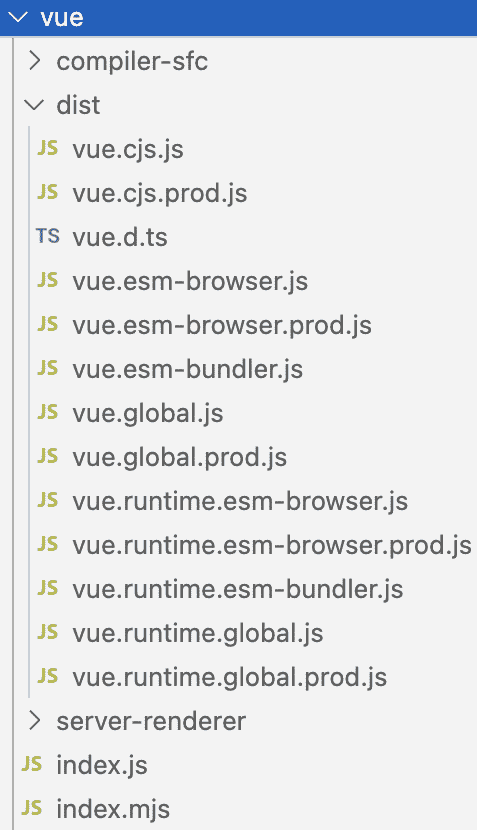 vue
compiler-sfc
dist
JS vue.cjs.js
JS vue.cjs.prod.js
TS vue.d.ts
JS vue.esm-browser.js
JS vue.esm-browser.prod.js
JS vue.esm-bundler.js
JS vue.global.js
JS vue.global.prod.js
JS vue.runtime.esm-browser.js
JS vue.runtime.esm-browser.prod.js
JS vue.runtime.esm-bundler.js
JS vue.runtime.global.js
JS vue.runtime.global.prod.js
server-renderer
JS index.js
JS index.mjs